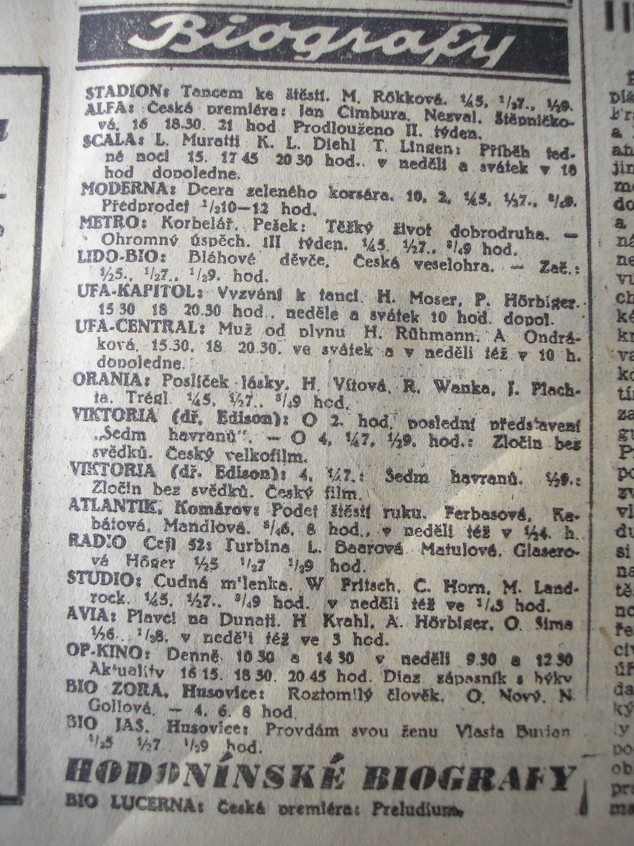 Biografy
STADION: Tancem ke štěstí. M. Rökková. ¼5, ½7., ½9.
ALFA: Česká premiéra: Jan Cimbura. Nezval, Štěpničko-
vá. 16 18.30. 21 hod Prodlouženo II. týden.
SCALA: L. Muratti K. L. Diehl T. Lingen: Příběh jed-
né noci 15. 17 45 20 30 hod., v neděli a svátek v 10
hod dopoledne.
MODERNA: Dcera zeleného korsára. 10, 2, ¼5, ½7., ¾9.
Předprodej ½10—12 hod.
METRO: Korbelář, Pešek: Těžký život dobrodruha. —
Ohromný úspěch. III týden. ¼5, ½7., ¾9 hod.
LIDO-BIO: Bláhové děvče. Česká veselohra. — Zač.:
½5., ½7., ½9. hod.
UFA-KAPITOL: Vyzvání k tanci. H. Moser, P. Hörbiger.
15 30 18 20.30 hod., neděle a svátek 10 hod. dopol.
UFA-CENTRAL: Muž od plynu H. Rühmann, A Ondrá-
ková, 15.30, 18 20.30. ve svátek a v neděli též v 10 h.
dopoledne.
ORANIA: Poslíček lásky. H. Vítová, R. Wanka, J. Plach-
ta, Trégl. ¼5, ½7., ¾9 hod.
VIKTORIA (dř. Edison): O 2. hod. poslední představení
„Sedm havranů“. — O 4, ¼7, ½9. hod.: Zločin bez
svědků. Český velkofilm.
VIKTORIA (dř. Edison): 4, ¼7.: Sedm havranů. ½9.:
Zločin bez svědků. Český film.
ATLANTIK, Komárov: Podej štěstí ruku. Ferbasová, Ka-
bátová, Mandlová. ¾6, 8 hod., v neděli též v ½4. h.
RADIO Cejl 52: Turbina L. Baarová Matulová. Glasero-
vá Höger ½5 ½7 ½9 hod.
STUDIO: Cudná m'lenka. W Fritsch, C. Horn, M. Land-
rock. ¼5, ½7., ¾9 hod. v neděli též ve ½3 hod.
AVIA: Plavci na Dunaji. H Krahl, A. Hörbiger, O. Šima
½6. ½8. v neděli též ve 3 hod.
OP-KINO: Denně 10 30 a 14 30 v neděli 9.30 a 12 30
Aktuality 16 15. 18.30. 20.45 hod. Diaz zápasník s býky
BIO ZORA, Husovice: Roztomilý člověk. O. Nový, N
Gollová. — 4, 6, 8 hod.
BIO JAS, Husovice: Provdám svou ženu Vlasta Burian
½5 ½7 ½9 hod.
HODONÍNSKÉ BIOGRAFY
BIO LUCERNA: Česká premiéra: Preludium.